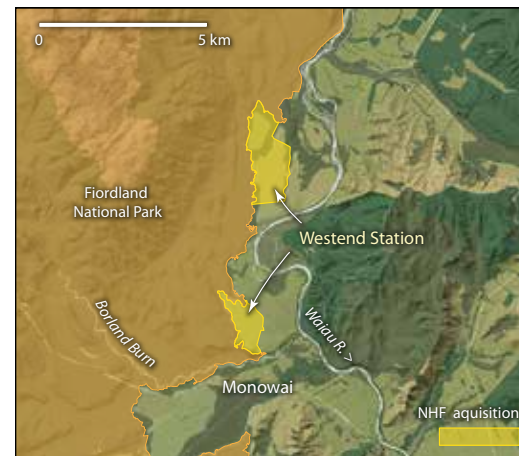 0 5 km
Fiordland
National Park
Westend Station
Borland Burn
Waiau R. >
Monowai
NHF aquisition